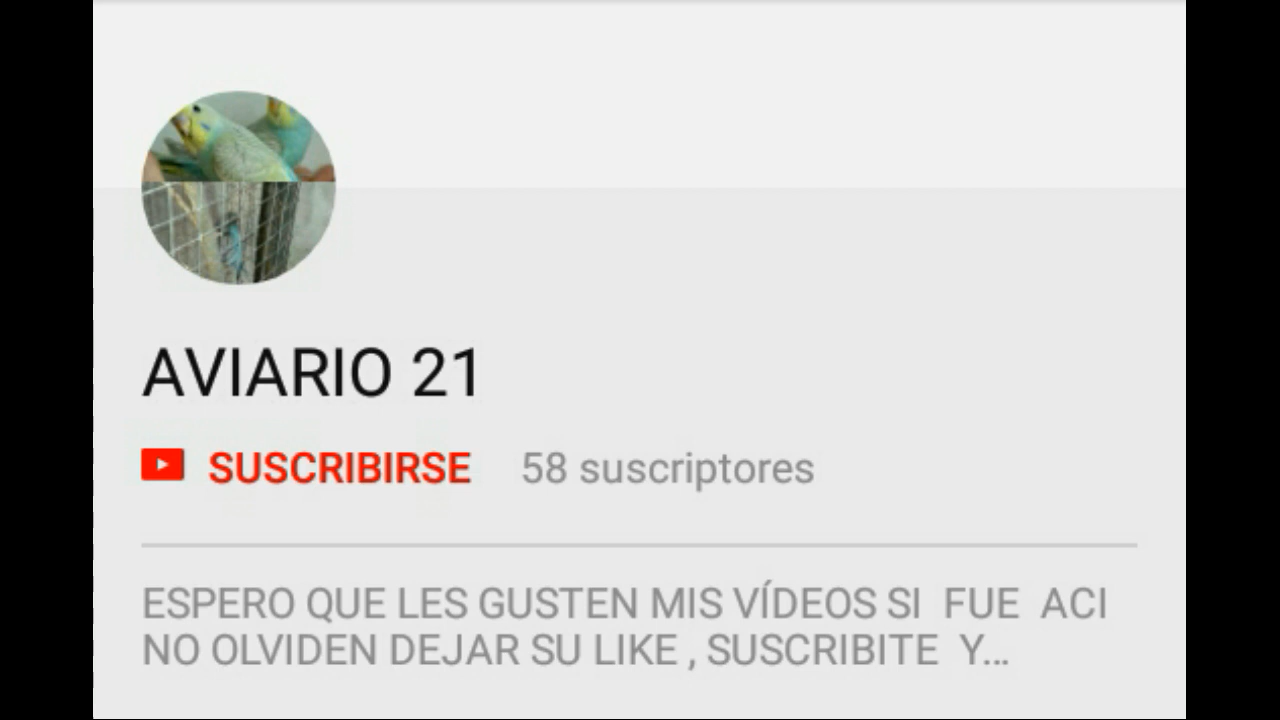 AVIARIO 21
SUSCRIBIRSE 58 suscriptores
ESPERO QUE LES GUSTEN MIS VÍDEOS SI FUE ACI
NO OLVIDEN DEJAR SU LIKE , SUSCRIBITE Y...